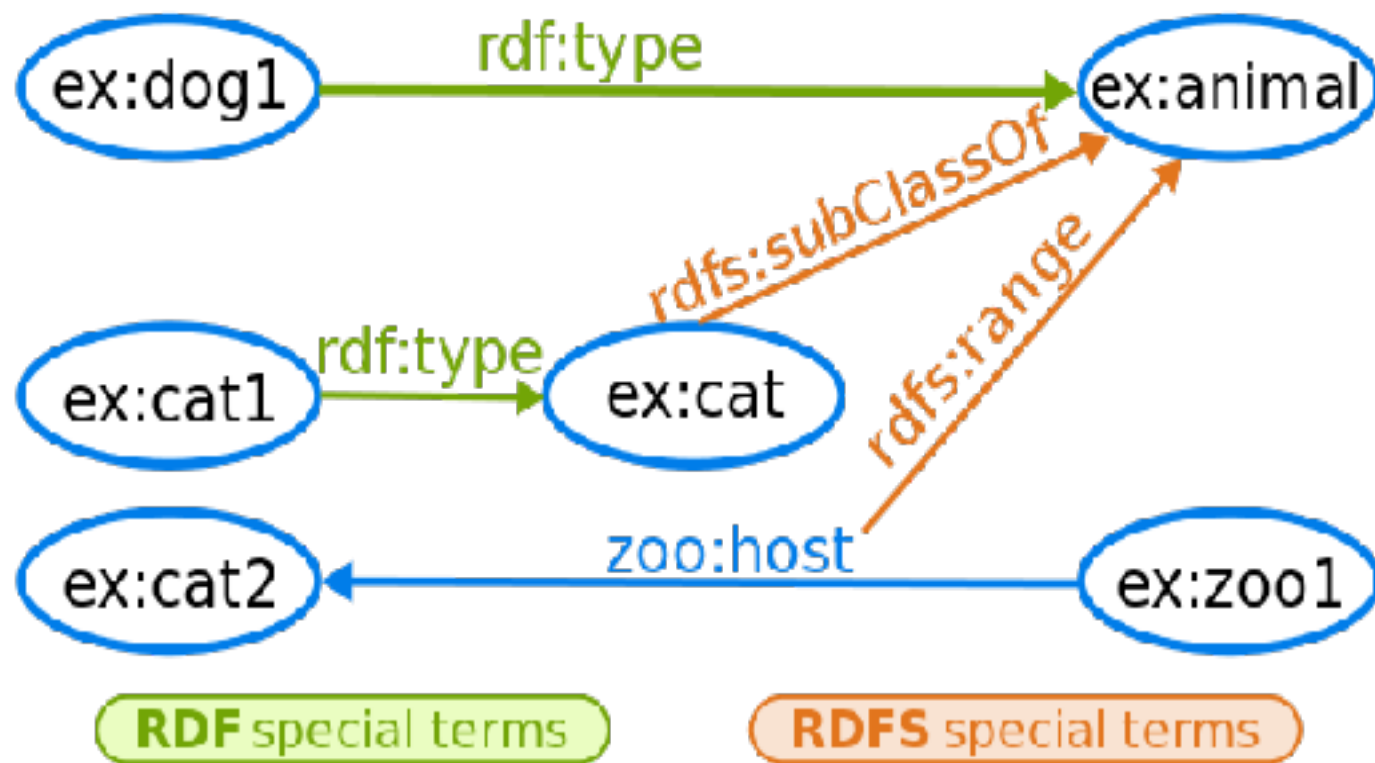 rdf:type
ex:dog1
ex:animal
rdfs:subClassOf
rdfs:range
rdf:type
ex:cat1
ex:cat
zoo:host
ex:cat2
ex:zoo1
RDF special terms
RDFS special terms